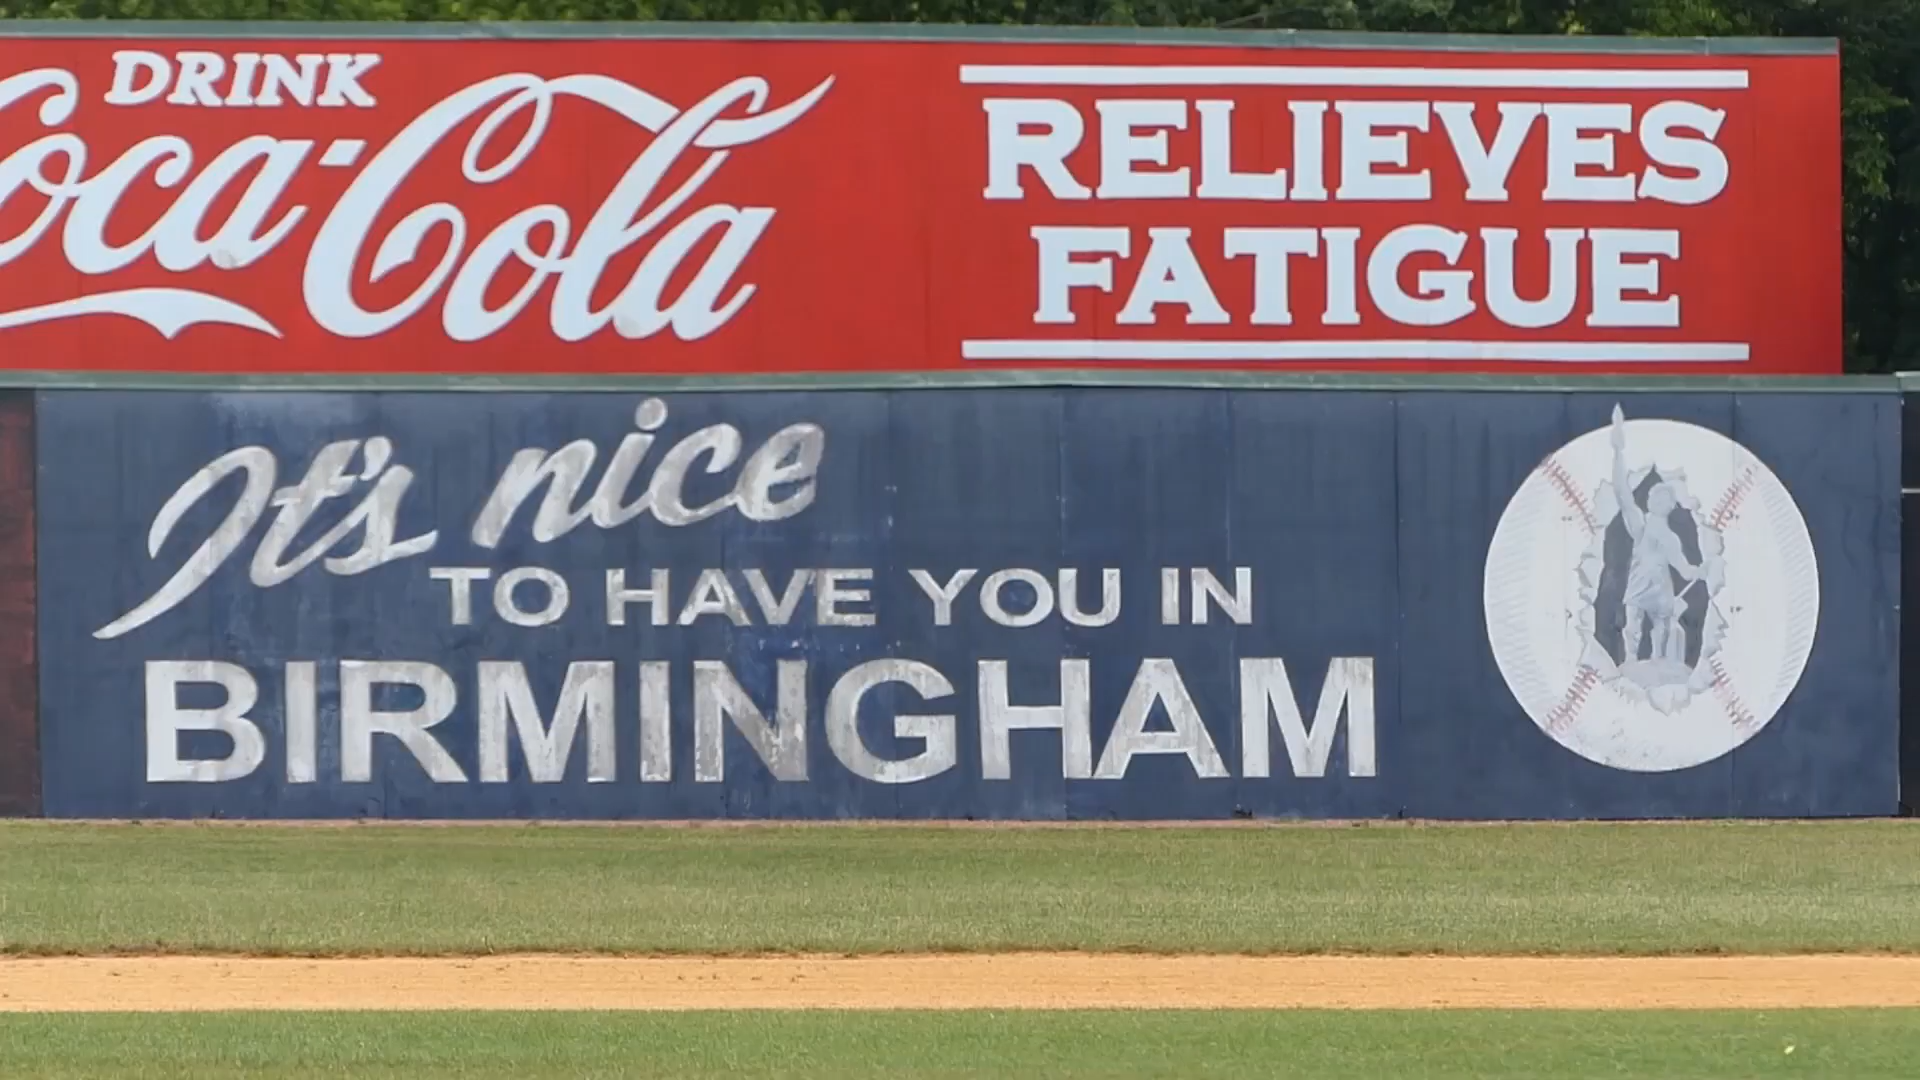 DRINK
Coca-Cola
RELIEVES
FATIGUE
It's nice
TO HAVE YOU IN
BIRMINGHAM